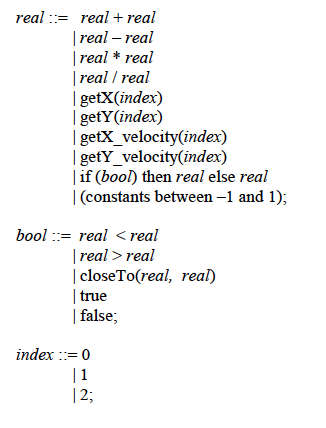 real ::= real + real
| real – real
| real * real
| real / real
| getX(index)
| getY(index)
| getX_velocity(index)
| getY_velocity(index)
| if (bool) then real else real
| (constants between –1 and 1);
bool ::= real < real
| real > real
| closeTo(real, real)
| true
| false;
index ::= 0
| 1
| 2;